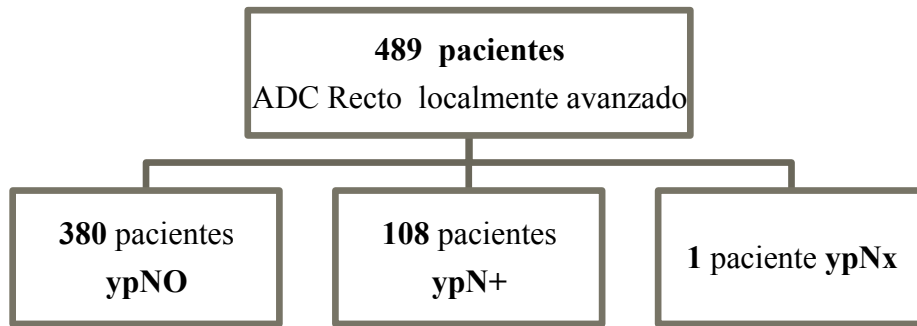 489 pacientes
ADC Recto localmente avanzado
380 pacientes
ypNO
108 pacientes
ypN+
1 paciente ypNx